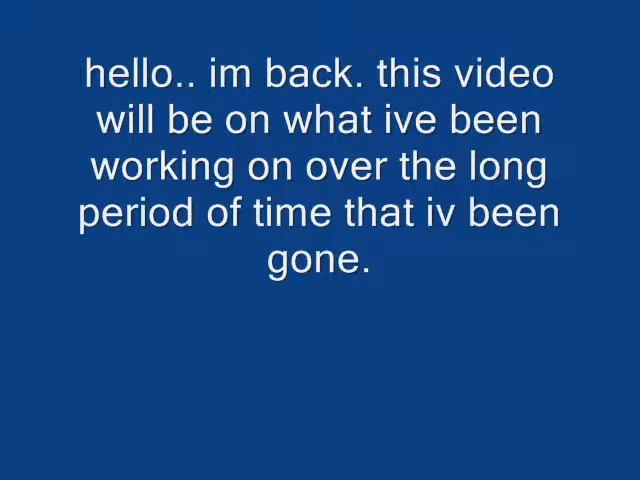 hello.. im back. this video
will be on what ive been
working on over the long
period of time that iv been
gone.